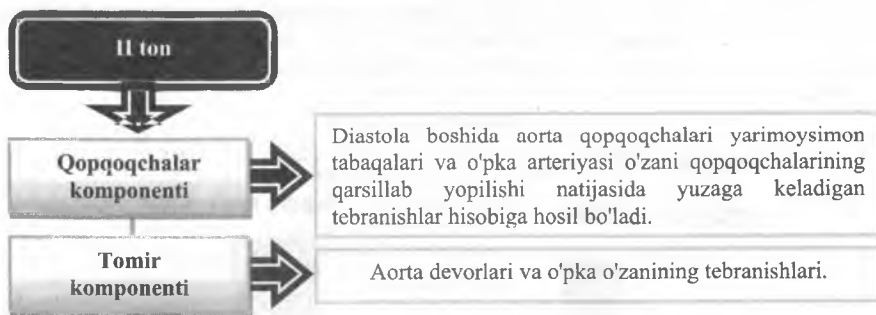 II ton
Qopqoqchalar
komponenti
Diastola boshida aorta qopqoqchalari yarimoysimon
tabaqalari va o'pka arteriyasi o'zani qopqoqchalarining
qarsillab yopilishi natijasida yuzaga keladigan
tebranishlar hisobiga hosil bo'ladi.
Tomir
komponenti
Aorta devorlari va o'pka o'zanining tebranishlari.